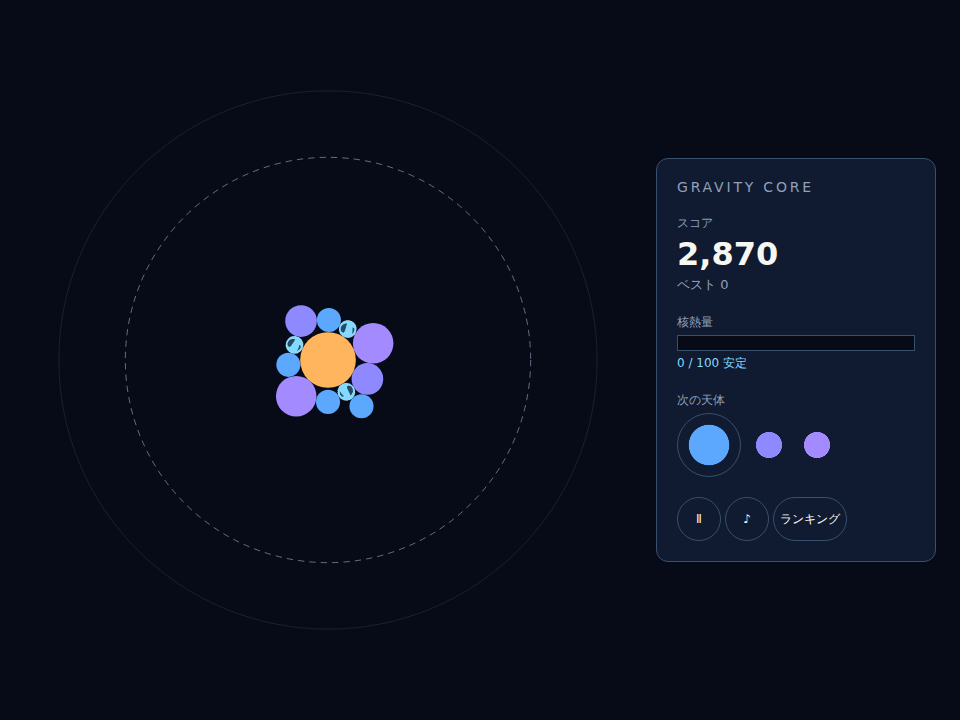 GRAVITY CORE
スコア
2,870
ベスト 0
核熱量
0 / 100 安定
次の天体
Ⅱ ♪ ランキング